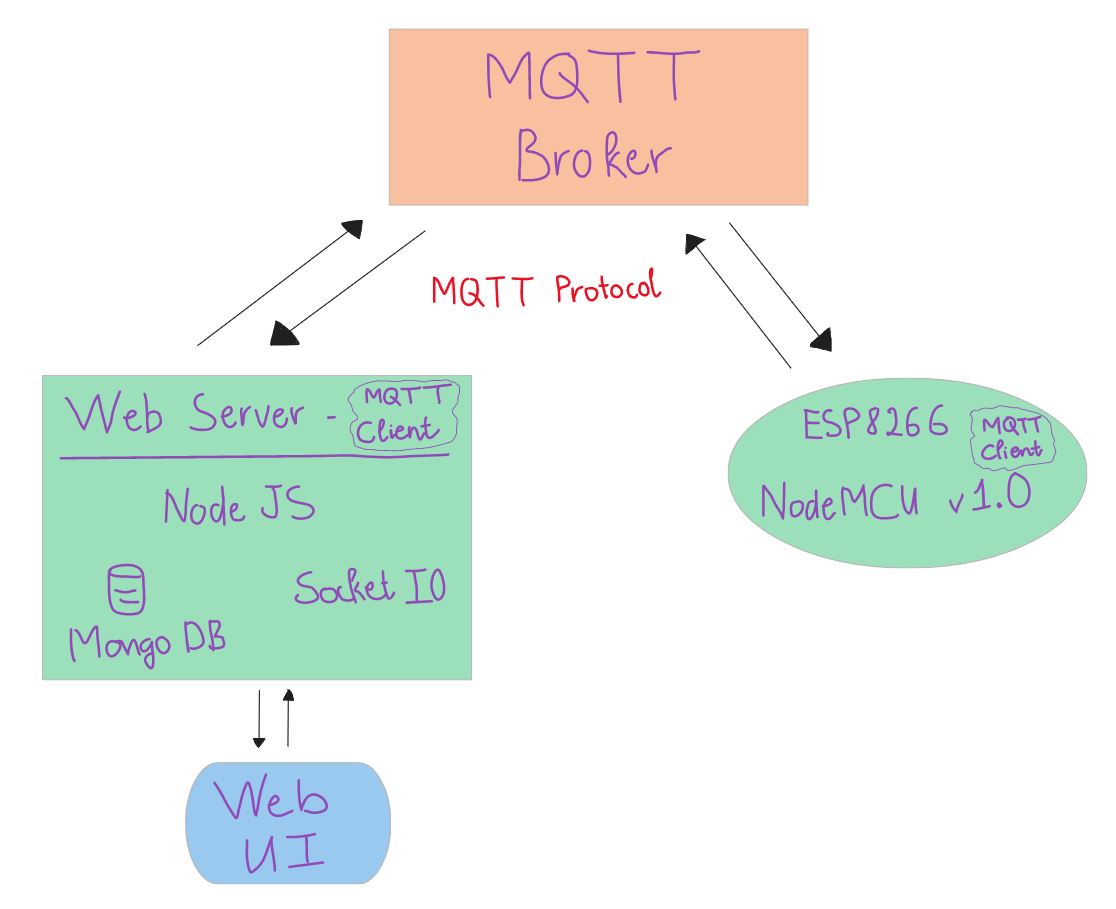 MQTT
Broker
MQTT Protocol
Web Server - MQTT
Client
Node JS
Socket IO
Mongo DB
ESP8266 MQTT
Client
NodeMCU v1.0
Web
UI